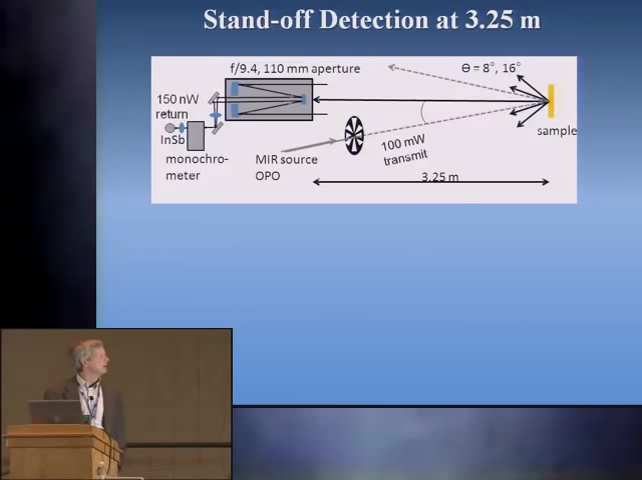 Stand-off Detection at 3.25 m
f/9.4, 110 mm aperture
ϴ = 8˚, 16˚
150 nW
return
InSb
monochro-
meter
MIR source
OPO
100 mW
transmit
sample
3.25 m